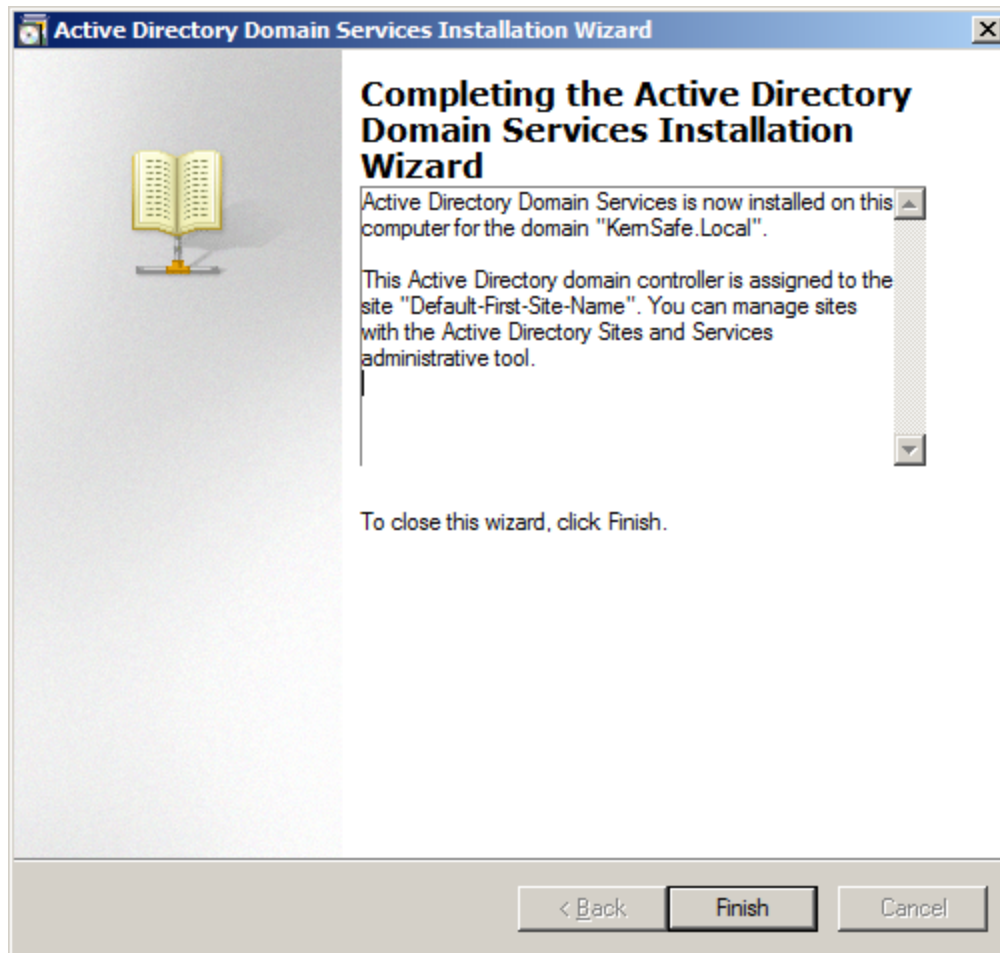 Active Directory Domain Services Installation Wizard
Completing the Active Directory
Domain Services Installation
Wizard
Active Directory Domain Services is now installed on this
computer for the domain "KernSafe.Local".
This Active Directory domain controller is assigned to the
site "Default-First-Site-Name". You can manage sites
with the Active Directory Sites and Services
administrative tool.
To close this wizard, click Finish.
< Back
Finish
Cancel